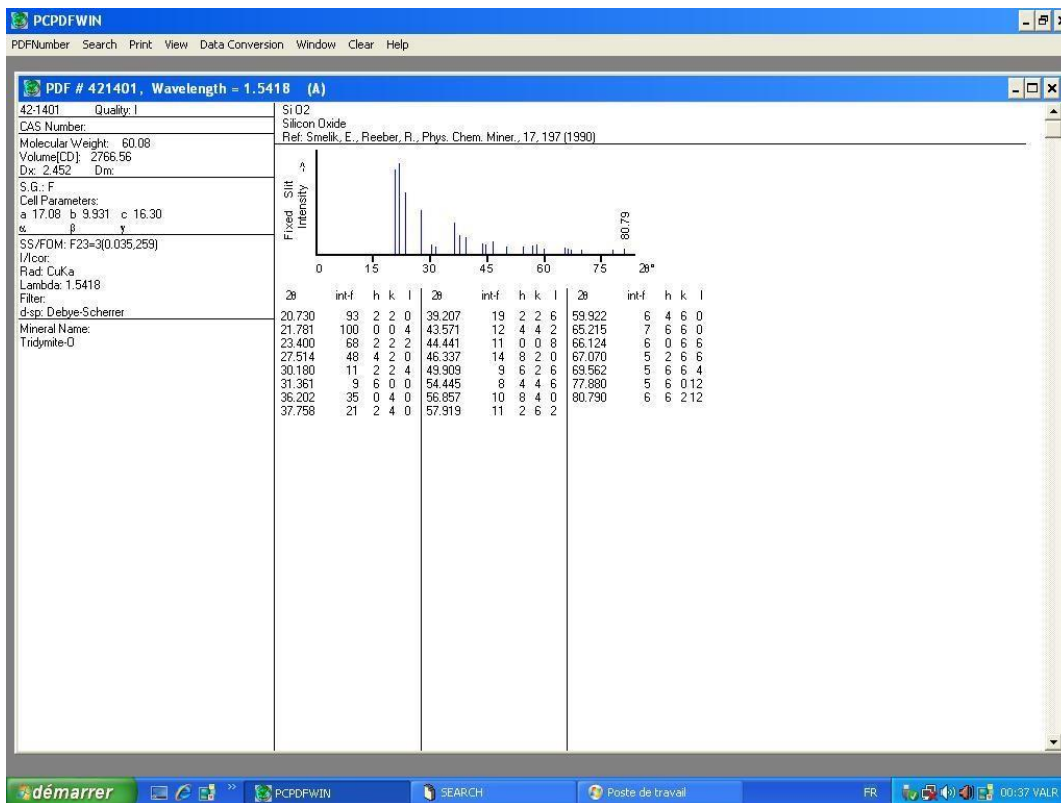 PCPDFWIN
PDFNumber Search Print View Data Conversion Window Clear Help
PDF # 421401, Wavelength = 1.5418 (A)
42-1401 Quality: I
CAS Number:
Molecular Weight: 60.08
Volume[CD]: 2766.56
Dx: 2.452 Dm:
S.G.: F
Cell Parameters:
a 17.08 b 9.931 c 16.30
α β γ
SS/FOM: F23=3(0.035,259)
I/Icor:
Rad: CuKa
Lambda: 1.5418
Filter:
d-sp: Debye-Scherrer
Mineral Name:
Tridymite-O
Si O2
Silicon Oxide
Ref: Smelik, E., Reeber, R., Phys. Chem. Miner., 17, 197 (1990)
Fixed Slit
Intensity ->
80.79
0 15 30 45 60 75 2θ°
2θ int-f h k l
20.730 93 2 2 0
21.781 100 0 0 4
23.400 68 2 2 2
27.514 48 4 2 0
30.180 11 2 2 4
31.361 9 6 0 0
36.202 35 0 4 0
37.758 21 2 4 0
2θ int-f h k l
39.207 19 2 2 6
43.571 12 4 4 2
44.441 11 0 0 8
46.337 14 8 2 0
49.909 9 6 2 6
54.445 8 4 4 6
56.857 10 8 4 0
57.919 11 2 6 2
2θ int-f h k l
59.922 6 4 6 0
65.215 7 6 6 0
66.124 6 0 6 6
67.070 5 2 6 6
69.562 5 6 6 4
77.880 5 6 0 12
80.790 6 6 2 12
démarrer » PCPDFWIN SEARCH Poste de travail FR 00:37 VALR